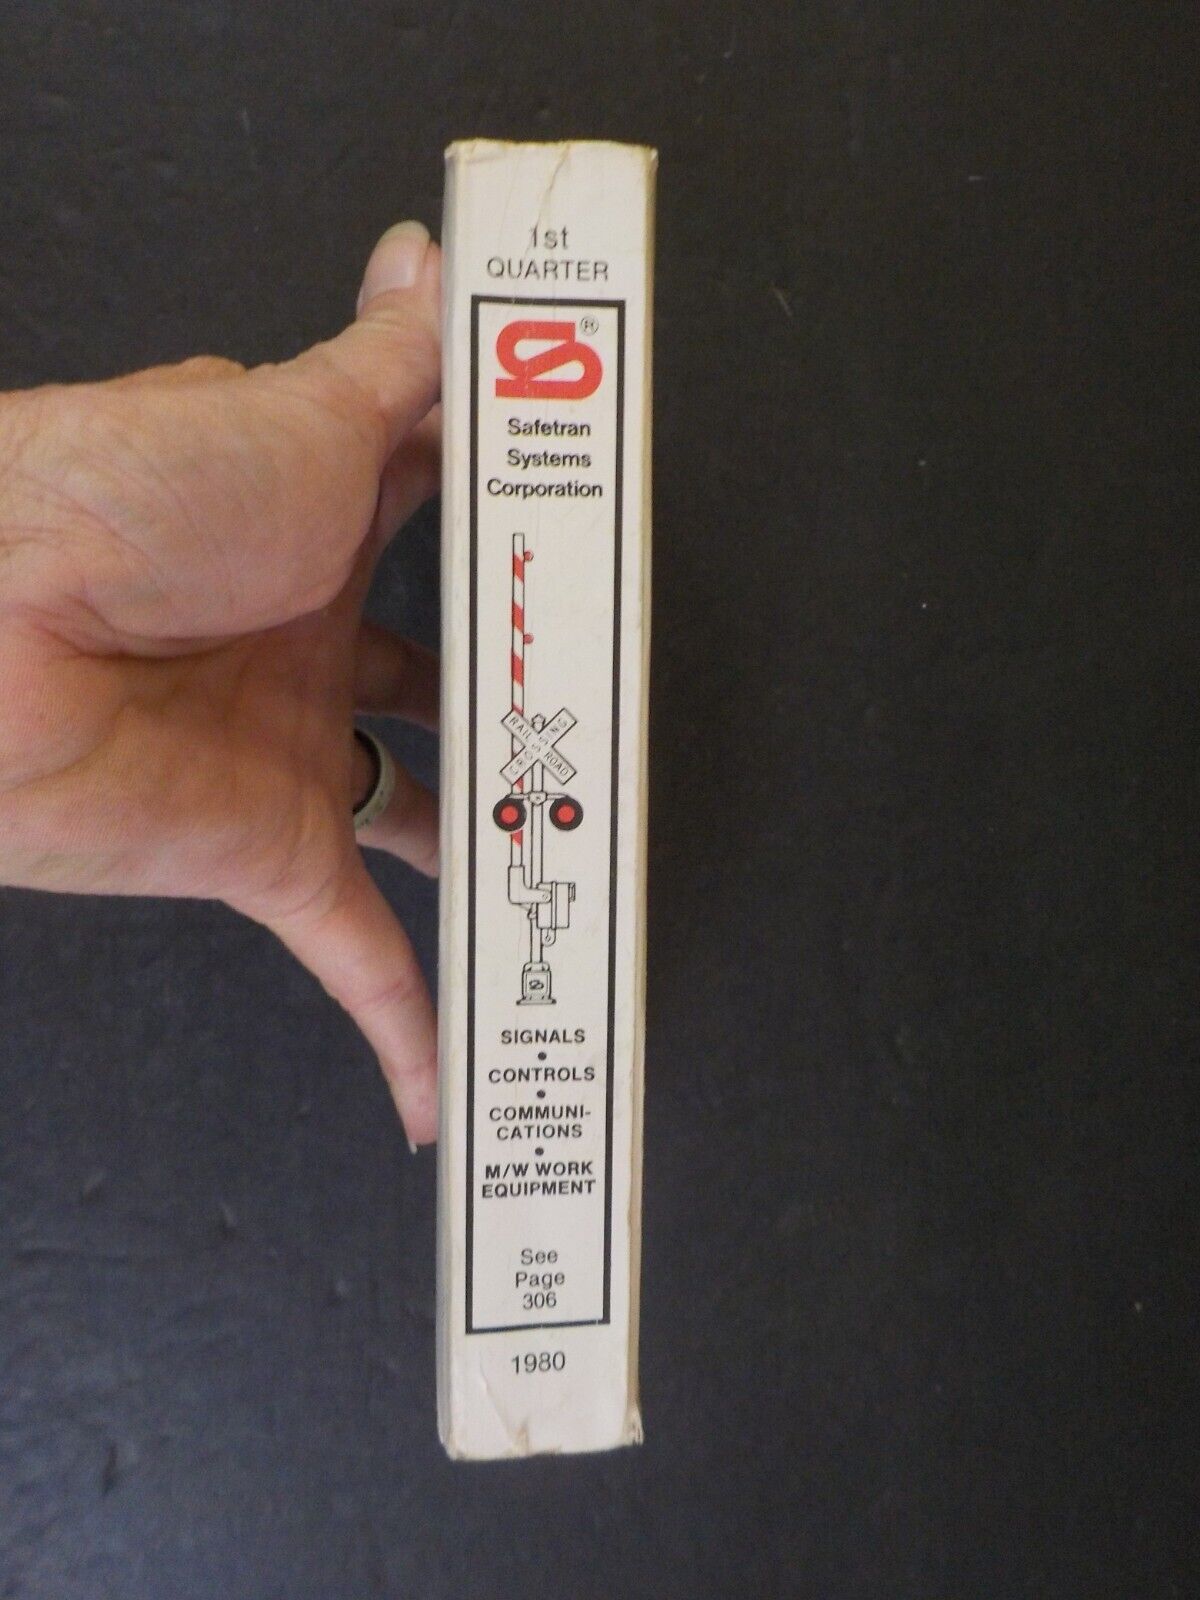 1st
QUARTER
®
Safetran
Systems
Corporation
RAILROAD
CROSSING
SIGNALS
•
CONTROLS
•
COMMUNI-
CATIONS
•
M/W WORK
EQUIPMENT
See
Page
306
1980